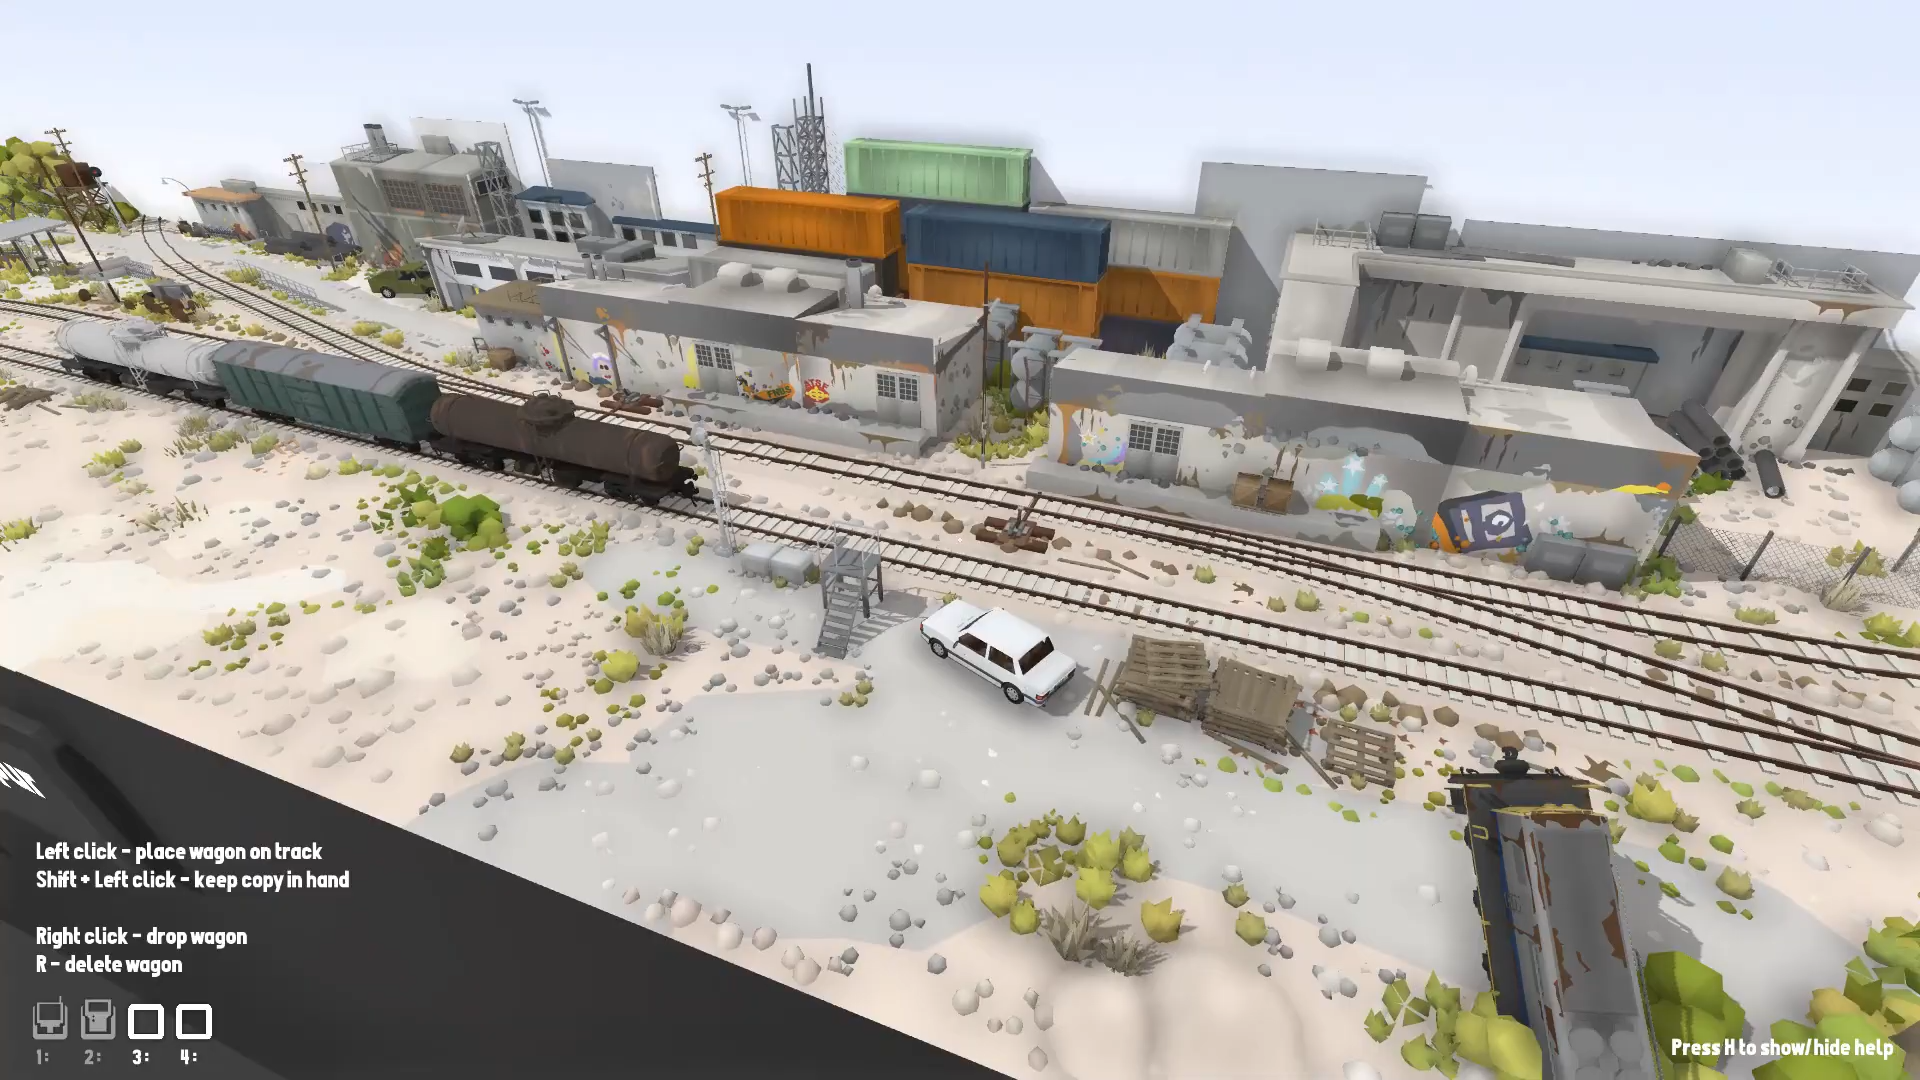 Left click - place wagon on track
Shift + Left click - keep copy in hand
Right click - drop wagon
R - delete wagon
1:
2:
3:
4:
Press H to show/hide help